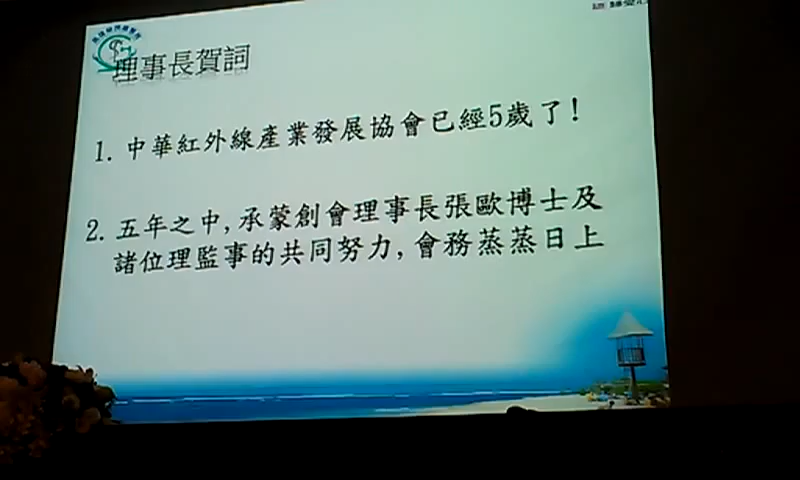 理事長賀詞
1. 中華紅外線產業發展協會已經5歲了!
2. 五年之中, 承蒙創會理事長張歐博士及
諸位理監事的共同努力, 會務蒸蒸日上